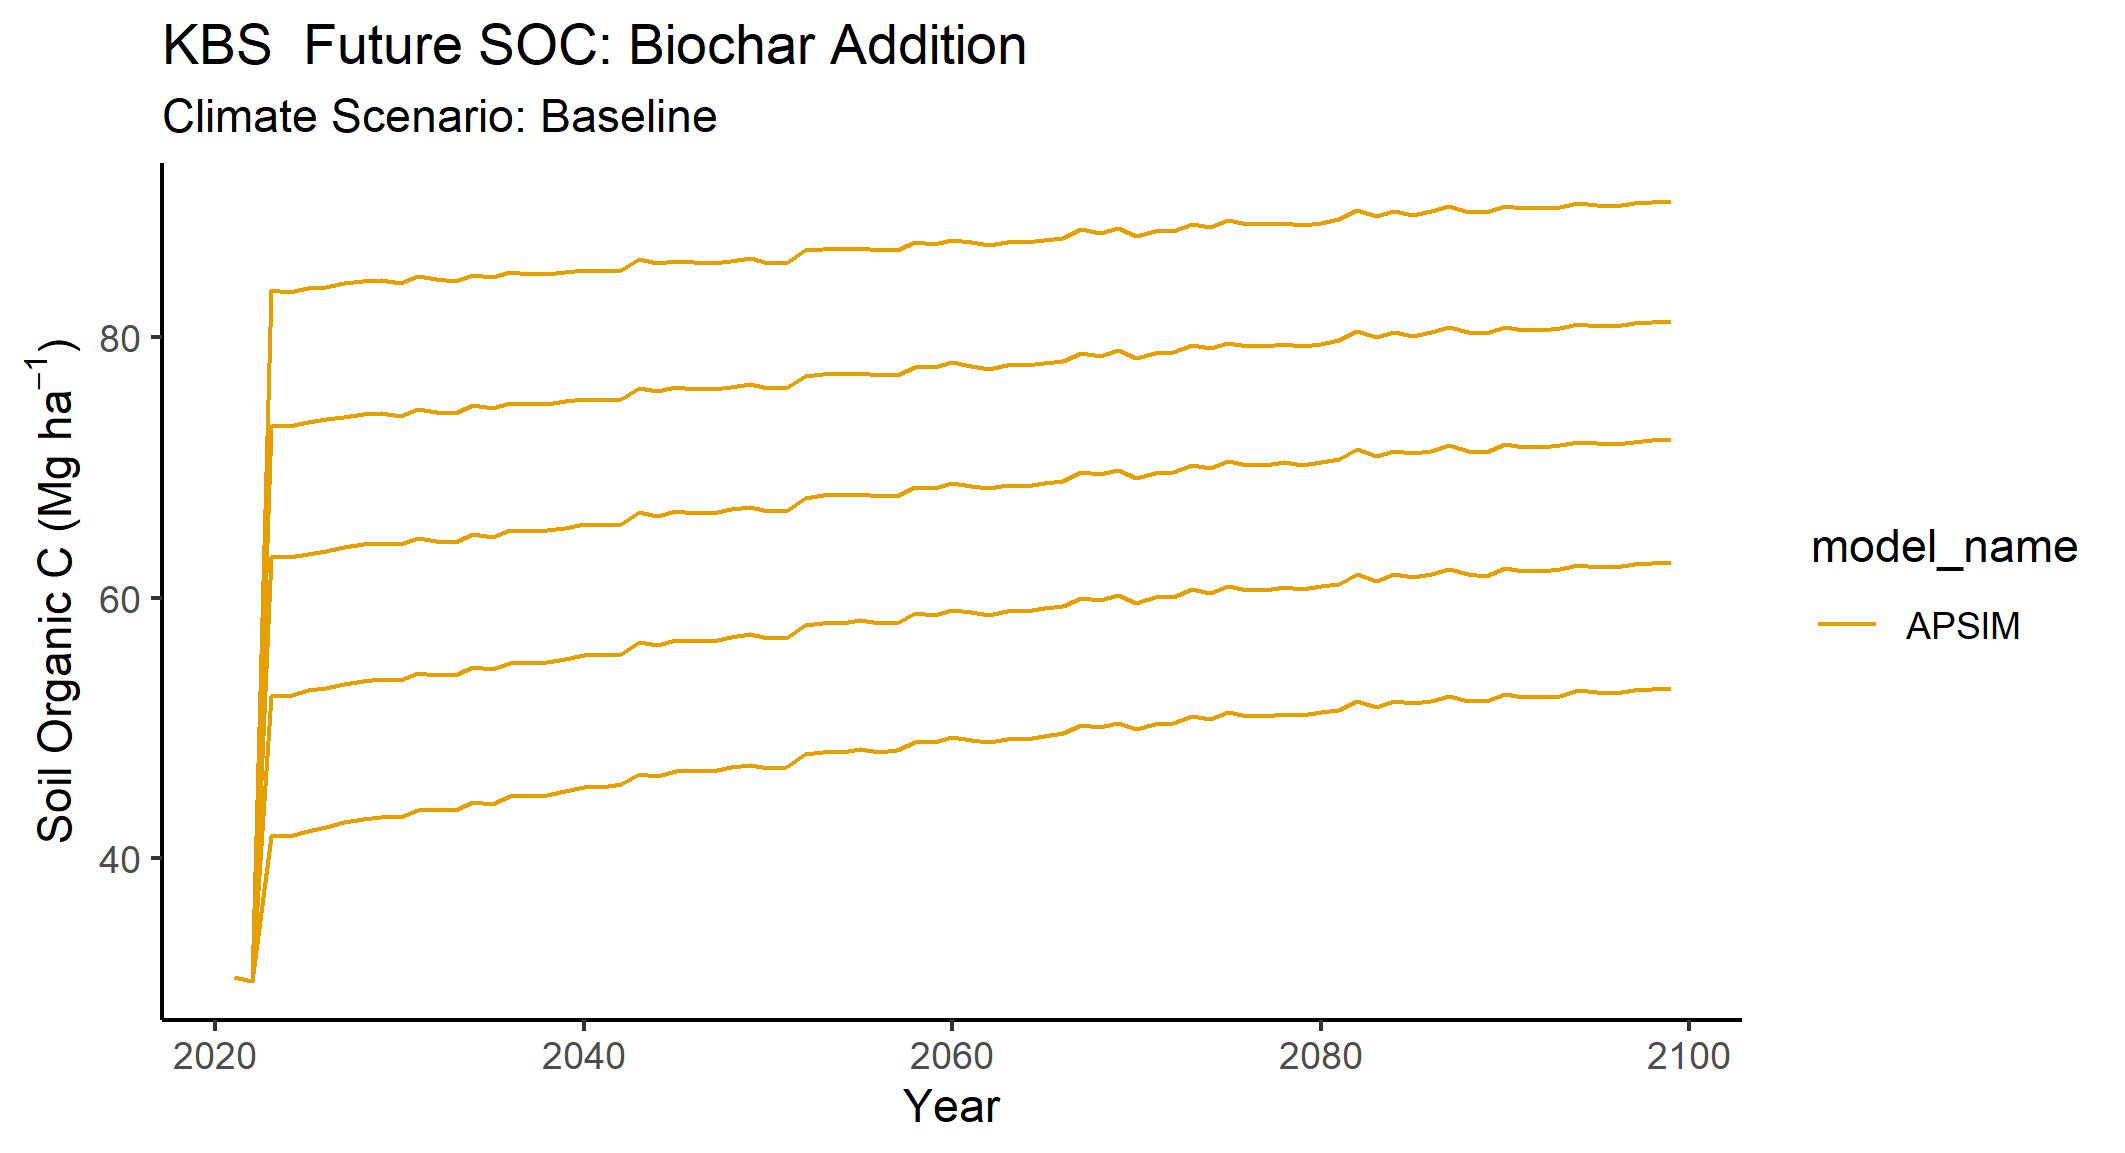 KBS  Future SOC: Biochar Addition
Climate Scenario: Baseline
Soil Organic C (Mg ha⁻¹)
80
60
40
2020 2040 2060 2080 2100
Year
model_name
APSIM